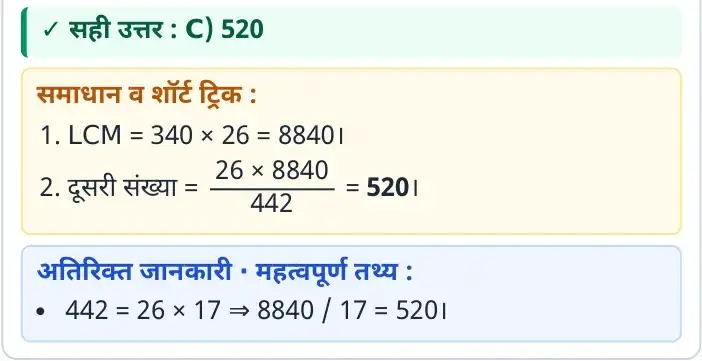 ✓ सही उत्तर : C) 520
समाधान व शॉर्ट ट्रिक :
1. LCM = 340 × 26 = 8840।
2. दूसरी संख्या = 26 × 8840 / 442 = 520।
अतिरिक्त जानकारी · महत्वपूर्ण तथ्य :
• 442 = 26 × 17 ⇒ 8840 / 17 = 520।